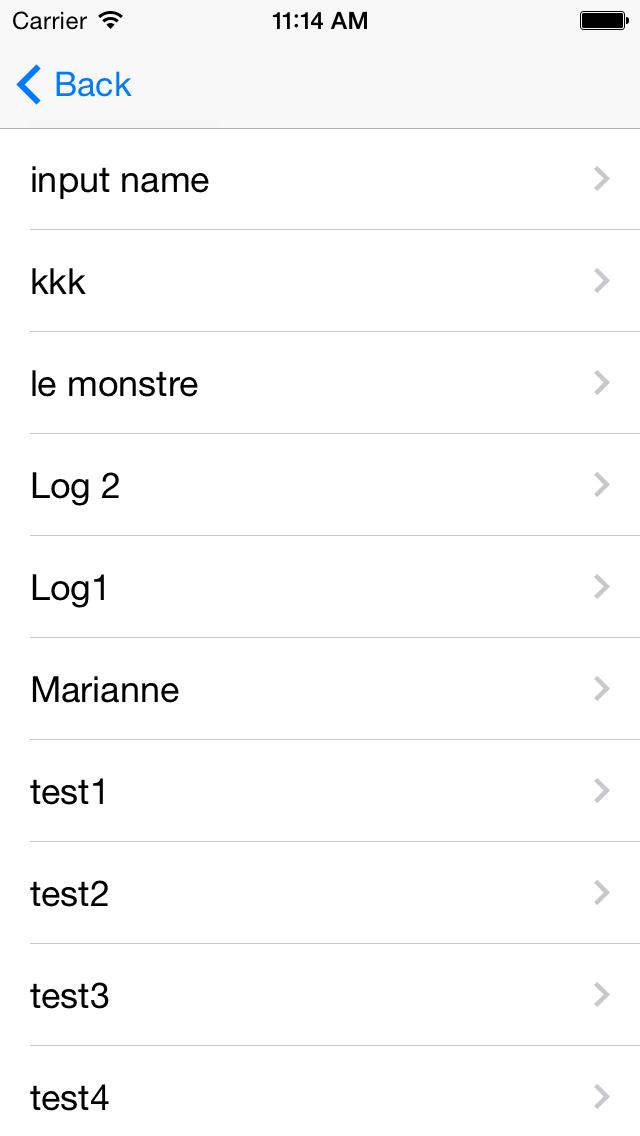 Carrier 11:14 AM
Back
input name
kkk
le monstre
Log 2
Log1
Marianne
test1
test2
test3
test4